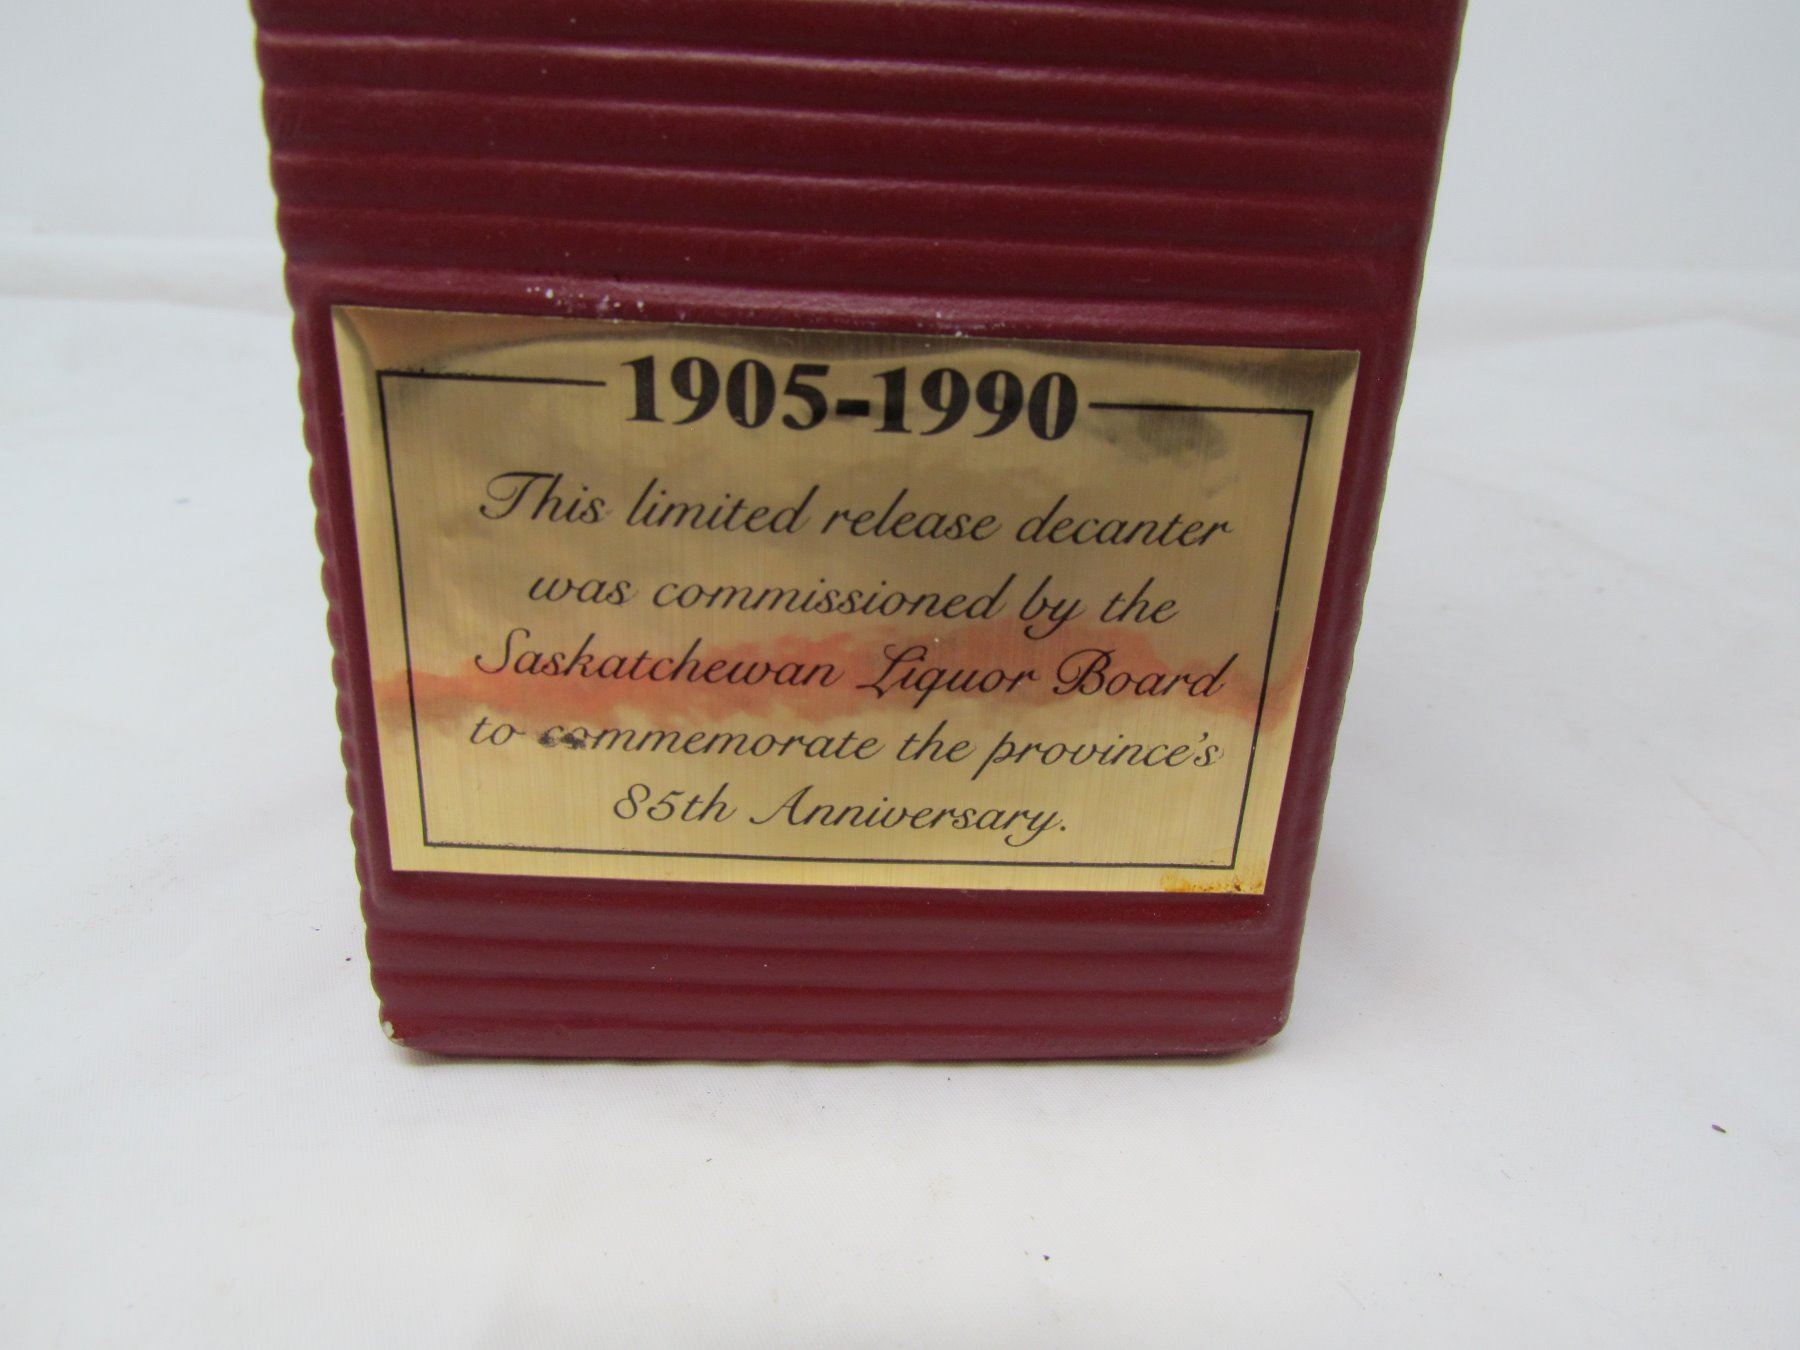 1905-1990
This limited release decanter
was commissioned by the
Saskatchewan Liquor Board
to commemorate the province's
85th Anniversary.